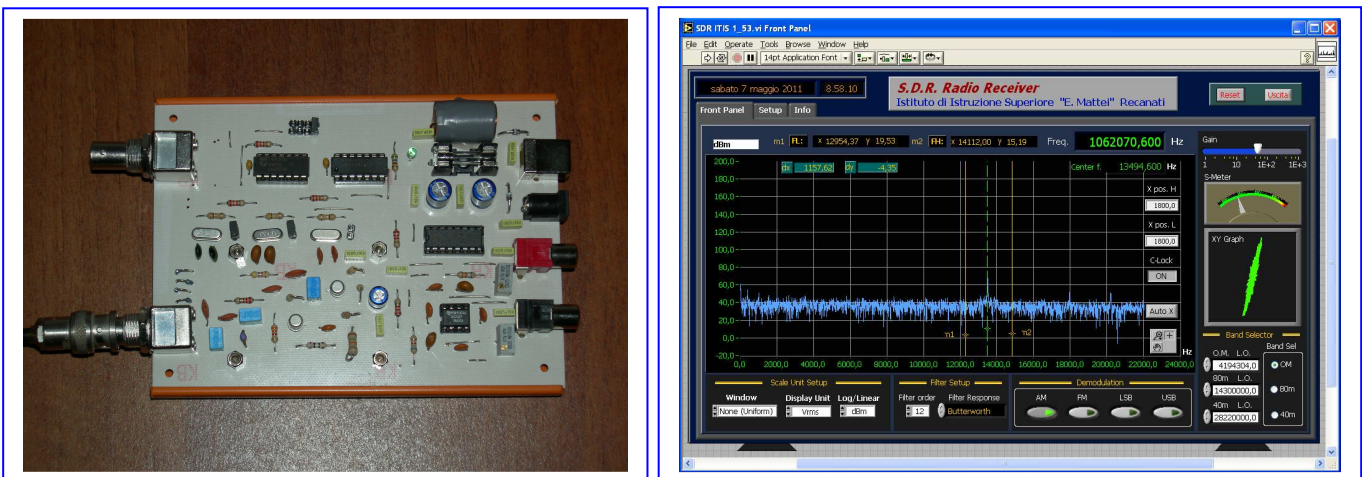 SDR ITIS 1_53.vi Front Panel
File Edit Operate Tools Browse Window Help
14pt Application Font
sabato 7 maggio 2011 8.58.10
S.D.R. Radio Receiver
Istituto di Istruzione Superiore "E. Mattei" Recanati
Reset Uscita
Front Panel Setup Info
dBm m1 FL: X 12954,37 Y 19,53 m2 FH: X 14112,00 Y 15,19 Freq. 1062070,600 Hz
Gain
1 10 1E+2 1E+3
S-Meter
dx 1157,62 dy -4,35 Center f. 13494,600 Hz
200,0
180,0
160,0
140,0
120,0
100,0
80,0
60,0
40,0
20,0
0,0
-20,0
X pos. H
1800,0
X pos. L
1800,0
C-Lock
ON
Auto X
XY Graph
m1 m2
0,0 2000,0 4000,0 6000,0 8000,0 10000,0 12000,0 14000,0 16000,0 18000,0 20000,0 22000,0 24000,0
Hz
Band Selector
O.M. L.O. Band Sel
4194304,0 OM
80m L.O.
14300000,0 80m
40m L.O.
28220000,0 40m
Scale Unit Setup
Window Display Unit Log/Linear
None (Uniform) Vrms dBm
Filter Setup
Filter order Filter Response
12 Butterworth
Demodulation
AM FM LSB USB